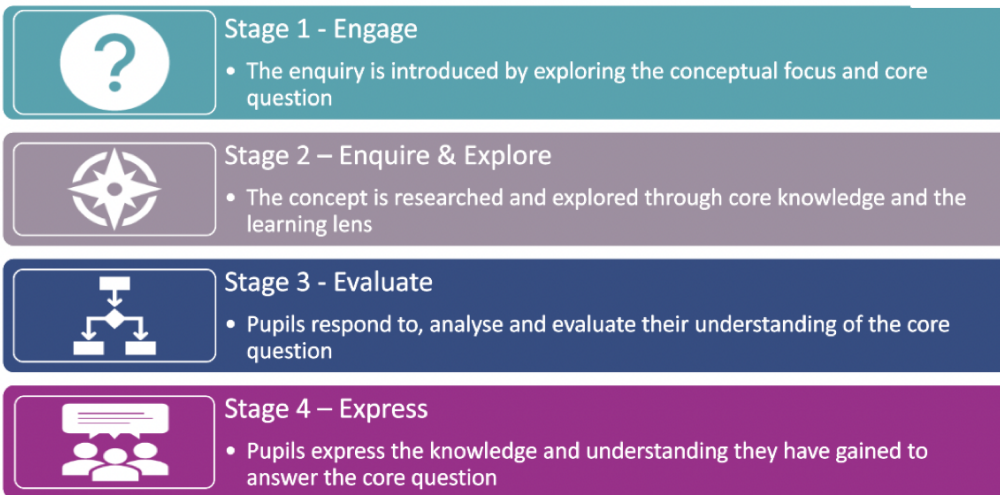 ?
Stage 1 - Engage
• The enquiry is introduced by exploring the conceptual focus and core
question
Stage 2 – Enquire & Explore
• The concept is researched and explored through core knowledge and the
learning lens
Stage 3 - Evaluate
• Pupils respond to, analyse and evaluate their understanding of the core
question
Stage 4 – Express
• Pupils express the knowledge and understanding they have gained to
answer the core question